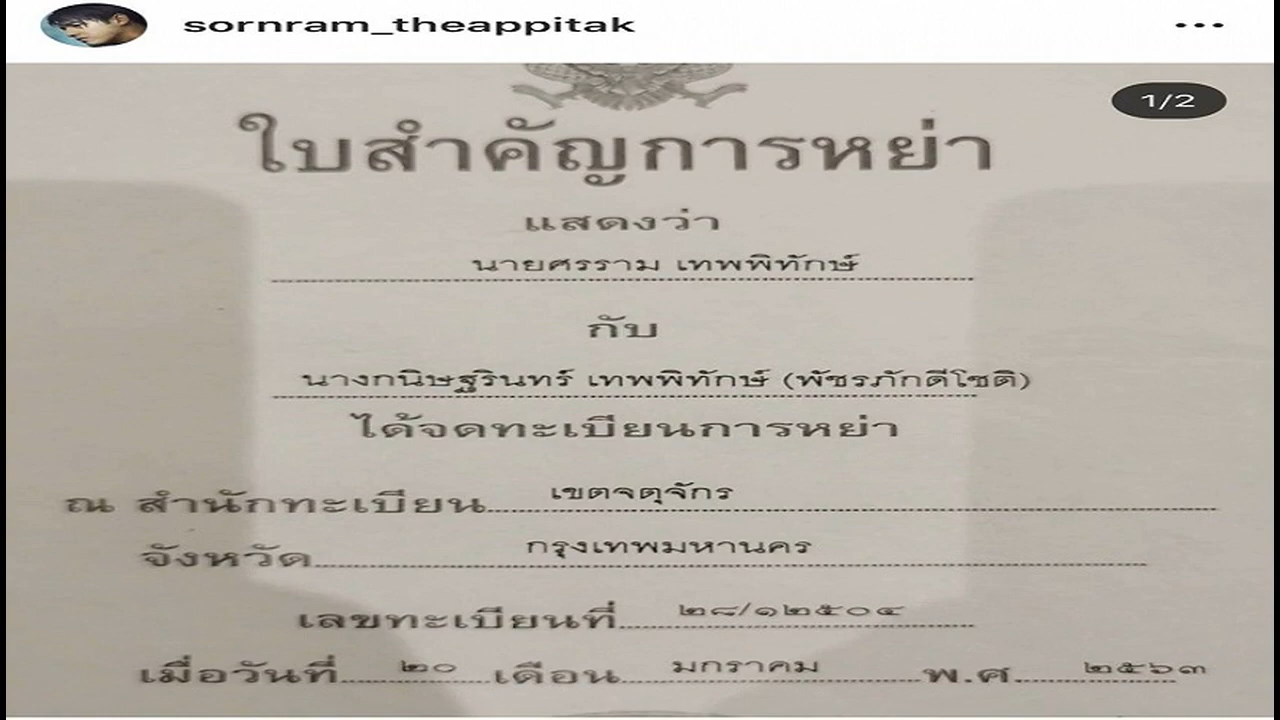 sornram_theappitak
1/2
ใบสำคัญการหย่า
แสดงว่า
นายศรราม เทพพิทักษ์
กับ
นางกนิษฐรินทร์ เทพพิทักษ์ (พัชรภักดีโชติ)
ได้จดทะเบียนการหย่า
ณ สำนักทะเบียน เขตจตุจักร
จังหวัด กรุงเทพมหานคร
เลขทะเบียนที่ ๒๘/๑๒๕๐๔
เมื่อวันที่ ๒๐ เดือน มกราคม พ.ศ. ๒๕๖๓